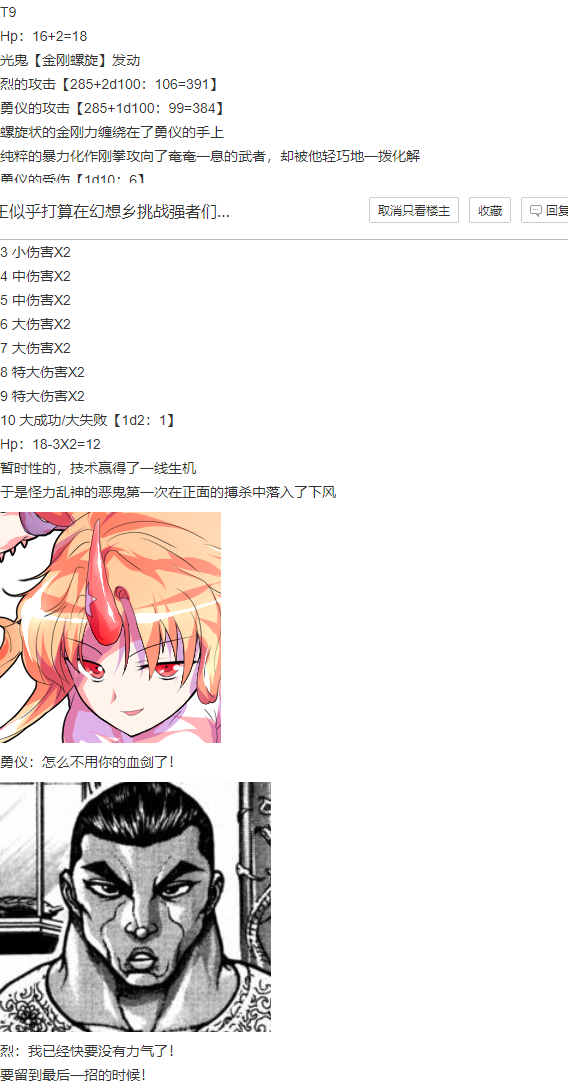 T9
Hp：16+2=18
光鬼【金刚螺旋】发动
烈的攻击【285+2d100：106=391】
勇仪的攻击【285+1d100：99=384】
螺旋状的金刚力缠绕在了勇仪的手上
纯粹的暴力化作刚拳攻向了奄奄一息的武者，却被他轻巧地一拨化解
勇仪的受伤【1d10：6】
王似乎打算在幻想乡挑战强者们...
取消只看楼主
收藏
回复
3 小伤害X2
4 中伤害X2
5 中伤害X2
6 大伤害X2
7 大伤害X2
8 特大伤害X2
9 特大伤害X2
10 大成功/大失败【1d2：1】
Hp：18-3X2=12
暂时性的，技术赢得了一线生机
于是怪力乱神的恶鬼第一次在正面的搏杀中落入了下风
勇仪：怎么不用你的血剑了！
烈：我已经快要没有力气了！
要留到最后一招的时候！